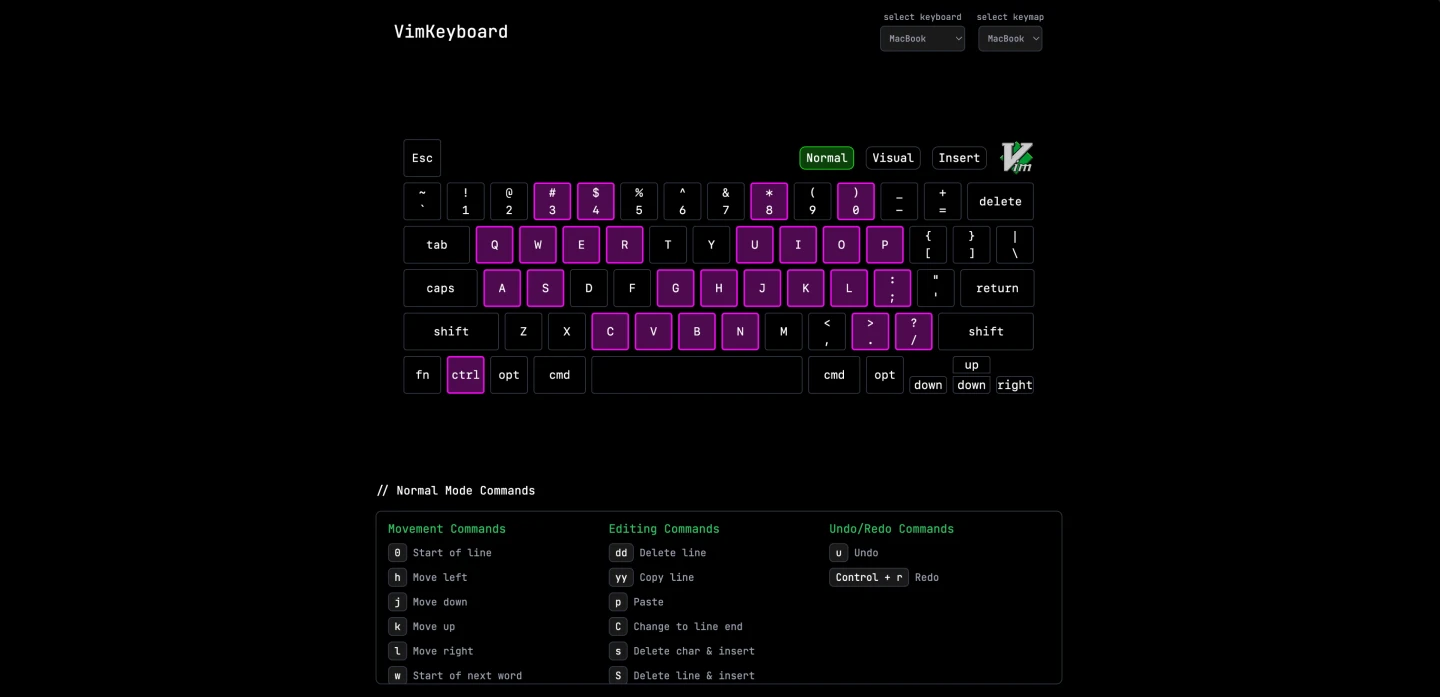 VimKeyboard
select keyboard select keymap
MacBook MacBook
Esc Normal Visual Insert Vim
~ ! @ # $ % ^ & * ( ) _ +
` 1 2 3 4 5 6 7 8 9 0 – = delete
tab Q W E R T Y U I O P { [ } ] | \
caps A S D F G H J K L : ; " ' return
shift Z X C V B N M < , > . ? / shift
fn ctrl opt cmd cmd opt up
down down right
// Normal Mode Commands
Movement Commands
0 Start of line
h Move left
j Move down
k Move up
l Move right
w Start of next word
Editing Commands
dd Delete line
yy Copy line
p Paste
C Change to line end
s Delete char & insert
S Delete line & insert
Undo/Redo Commands
u Undo
Control + r Redo